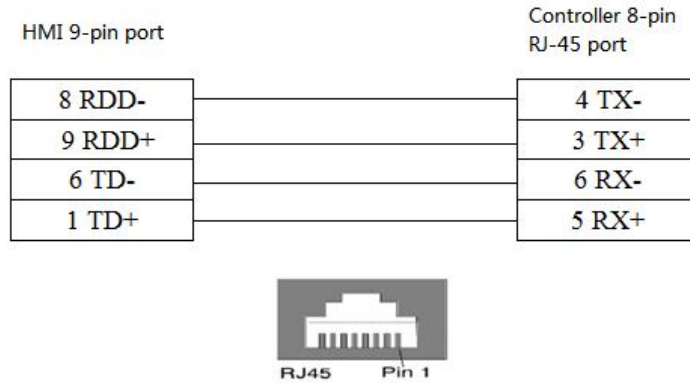 HMI 9-pin port
Controller 8-pin
RJ-45 port
8 RDD-
4 TX-
9 RDD+
3 TX+
6 TD-
6 RX-
1 TD+
5 RX+
RJ45
Pin 1